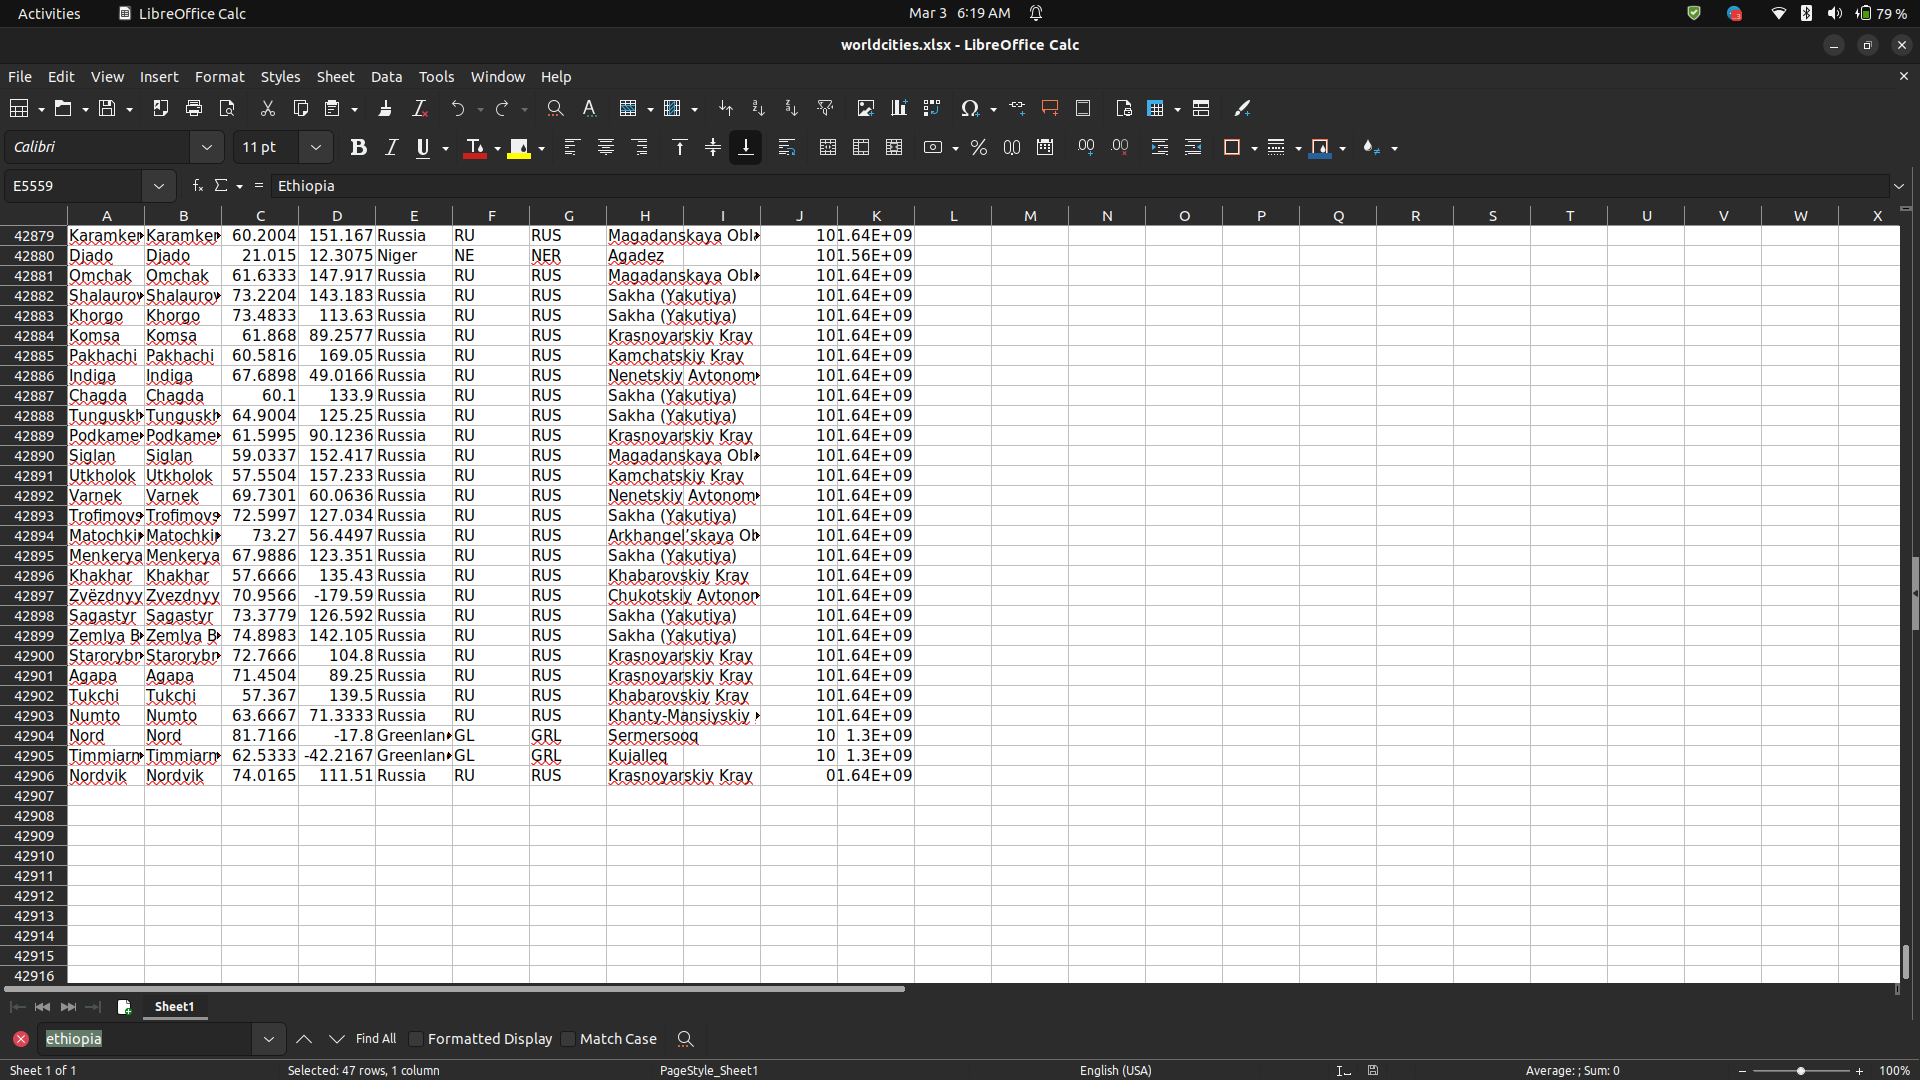 Activities LibreOffice Calc Mar 3 6:19 AM 79 %
worldcities.xlsx - LibreOffice Calc
File Edit View Insert Format Styles Sheet Data Tools Window Help
Calibri 11 pt
E5559 = Ethiopia
A B C D E F G H I J K L M N O P Q R S T U V W X
42879 Karamker Karamker 60.2004 151.167 Russia RU RUS Magadanskaya Obl 10 1.64E+09
42880 Djado Djado 21.015 12.3075 Niger NE NER Agadez 10 1.56E+09
42881 Omchak Omchak 61.6333 147.917 Russia RU RUS Magadanskaya Obl 10 1.64E+09
42882 Shalaurov Shalaurov 73.2204 143.183 Russia RU RUS Sakha (Yakutiya) 10 1.64E+09
42883 Khorgo Khorgo 73.4833 113.63 Russia RU RUS Sakha (Yakutiya) 10 1.64E+09
42884 Komsa Komsa 61.868 89.2577 Russia RU RUS Krasnoyarskiy Kray 10 1.64E+09
42885 Pakhachi Pakhachi 60.5816 169.05 Russia RU RUS Kamchatskiy Kray 10 1.64E+09
42886 Indiga Indiga 67.6898 49.0166 Russia RU RUS Nenetskiy Avtonom 10 1.64E+09
42887 Chagda Chagda 60.1 133.9 Russia RU RUS Sakha (Yakutiya) 10 1.64E+09
42888 Tunguskh Tunguskh 64.9004 125.25 Russia RU RUS Sakha (Yakutiya) 10 1.64E+09
42889 Podkame Podkame 61.5995 90.1236 Russia RU RUS Krasnoyarskiy Kray 10 1.64E+09
42890 Siglan Siglan 59.0337 152.417 Russia RU RUS Magadanskaya Obl 10 1.64E+09
42891 Utkholok Utkholok 57.5504 157.233 Russia RU RUS Kamchatskiy Kray 10 1.64E+09
42892 Varnek Varnek 69.7301 60.0636 Russia RU RUS Nenetskiy Avtonom 10 1.64E+09
42893 Trofimovs Trofimovs 72.5997 127.034 Russia RU RUS Sakha (Yakutiya) 10 1.64E+09
42894 Matochkin Matochkin 73.27 56.4497 Russia RU RUS Arkhangel'skaya Ob 10 1.64E+09
42895 Menkerya Menkerya 67.9886 123.351 Russia RU RUS Sakha (Yakutiya) 10 1.64E+09
42896 Khakhar Khakhar 57.6666 135.43 Russia RU RUS Khabarovskiy Kray 10 1.64E+09
42897 Zvëzdnyy Zvezdnyy 70.9566 -179.59 Russia RU RUS Chukotskiy Avtonom 10 1.64E+09
42898 Sagastyr Sagastyr 73.3779 126.592 Russia RU RUS Sakha (Yakutiya) 10 1.64E+09
42899 Zemlya B Zemlya B 74.8983 142.105 Russia RU RUS Sakha (Yakutiya) 10 1.64E+09
42900 Starorybn Starorybn 72.7666 104.8 Russia RU RUS Krasnoyarskiy Kray 10 1.64E+09
42901 Agapa Agapa 71.4504 89.25 Russia RU RUS Krasnoyarskiy Kray 10 1.64E+09
42902 Tukchi Tukchi 57.367 139.5 Russia RU RUS Khabarovskiy Kray 10 1.64E+09
42903 Numto Numto 63.6667 71.3333 Russia RU RUS Khanty-Mansiyskiy 10 1.64E+09
42904 Nord Nord 81.7166 -17.8 Greenlan GL GRL Sermersooq 10 1.3E+09
42905 Timmiarm Timmiarm 62.5333 -42.2167 Greenlan GL GRL Kujalleq 10 1.3E+09
42906 Nordvik Nordvik 74.0165 111.51 Russia RU RUS Krasnoyarskiy Kray 0 1.64E+09
42907
42908
42909
42910
42911
42912
42913
42914
42915
42916
Sheet1
ethiopia Find All Formatted Display Match Case
Sheet 1 of 1 Selected: 47 rows, 1 column PageStyle_Sheet1 English (USA) Average: ; Sum: 0 100%